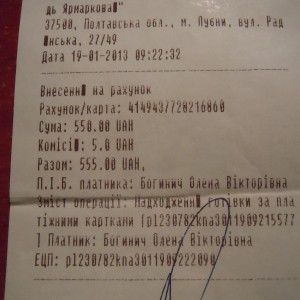 дь Ярмаркова"
37500, Полтавська обл., м. Лубни, вул. Рад
янська, 27/49
Дата 19-01-2013 09:22:32
Внесення на рахунок
Рахунок/карта: 4149437728216860
Сума: 550.00 UAH
Комісія: 5.0 UAH
Разом: 555.00 UAH,
П.І.Б. платника: Богинич Олена Вікторівна
Зміст операції: Надходження готівки за пла
тіжними картками (p1230782kna3011909215577
) Платник: Богинич Олена Вікторівна
ЕЦП: p1230782kna3011909222090